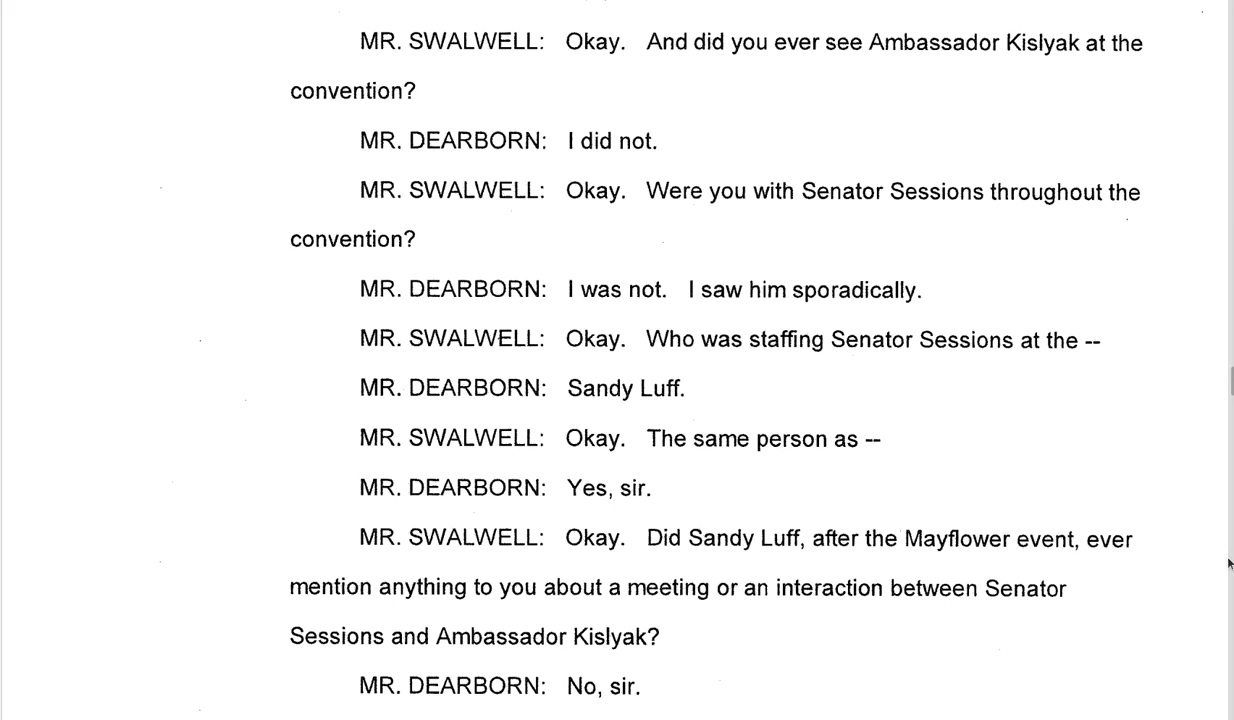 MR. SWALWELL: Okay. And did you ever see Ambassador Kislyak at the
convention?
MR. DEARBORN: I did not.
MR. SWALWELL: Okay. Were you with Senator Sessions throughout the
convention?
MR. DEARBORN: I was not. I saw him sporadically.
MR. SWALWELL: Okay. Who was staffing Senator Sessions at the --
MR. DEARBORN: Sandy Luff.
MR. SWALWELL: Okay. The same person as --
MR. DEARBORN: Yes, sir.
MR. SWALWELL: Okay. Did Sandy Luff, after the Mayflower event, ever
mention anything to you about a meeting or an interaction between Senator
Sessions and Ambassador Kislyak?
MR. DEARBORN: No, sir.